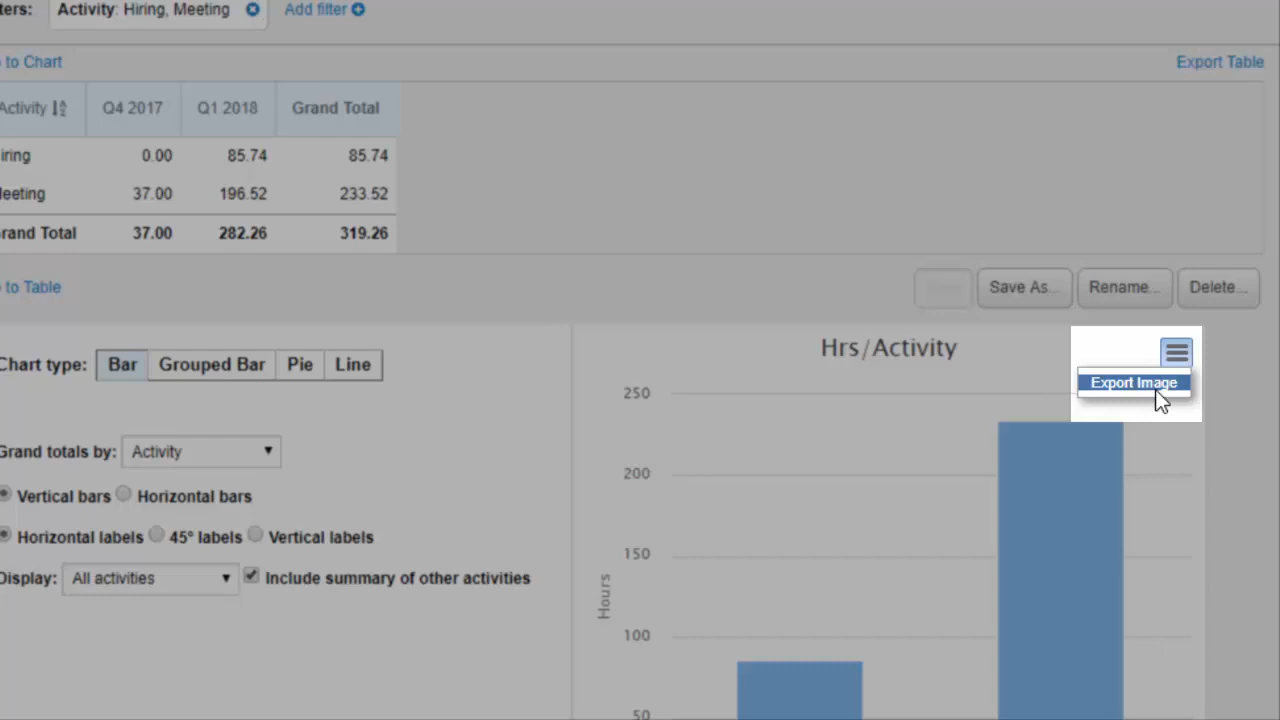 ters: Activity: Hiring, Meeting Add filter
to Chart Export Table
Activity Q4 2017 Q1 2018 Grand Total
iring 0.00 85.74 85.74
eeting 37.00 196.52 233.52
rand Total 37.00 282.26 319.26
to Table Save As... Rename... Delete...
Hrs/Activity
Chart type: Bar Grouped Bar Pie Line
Export Image
250
Grand totals by: Activity
200
Vertical bars Horizontal bars
Horizontal labels 45° labels Vertical labels
150
Display: All activities Include summary of other activities
Hours
100
50